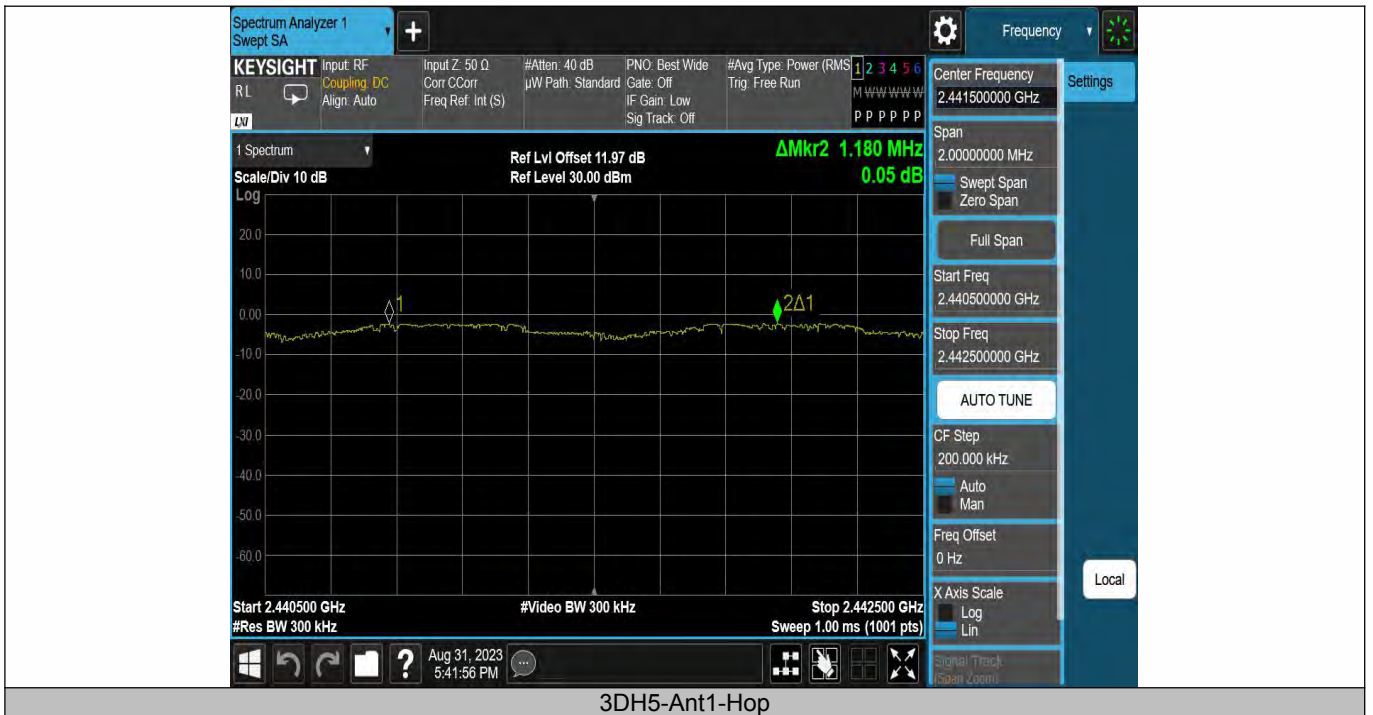 Spectrum Analyzer 1
Swept SA
+
Frequency
KEYSIGHT
RL
LXI
Input: RF
Coupling: DC
Align: Auto
Input Z: 50 Ω
Corr CCorr
Freq Ref: Int (S)
#Atten: 40 dB
µW Path: Standard
PNO: Best Wide
Gate: Off
IF Gain: Low
Sig Track: Off
#Avg Type: Power (RMS
Trig: Free Run
1 2 3 4 5 6
M W W W W W
P P P P P P
1 Spectrum
Scale/Div 10 dB
Ref Lvl Offset 11.97 dB
Ref Level 30.00 dBm
ΔMkr2 1.180 MHz
0.05 dB
Log
20.0
10.0
0.00
-10.0
-20.0
-30.0
-40.0
-50.0
-60.0
1
2Δ1
Start 2.440500 GHz
#Res BW 300 kHz
#Video BW 300 kHz
Stop 2.442500 GHz
Sweep 1.00 ms (1001 pts)
Center Frequency
2.441500000 GHz
Settings
Span
2.00000000 MHz
Swept Span
Zero Span
Full Span
Start Freq
2.440500000 GHz
Stop Freq
2.442500000 GHz
AUTO TUNE
CF Step
200.000 kHz
Auto
Man
Freq Offset
0 Hz
X Axis Scale
Log
Lin
Signal Track
(Span Zoom)
Local
?
Aug 31, 2023
5:41:56 PM
3DH5-Ant1-Hop